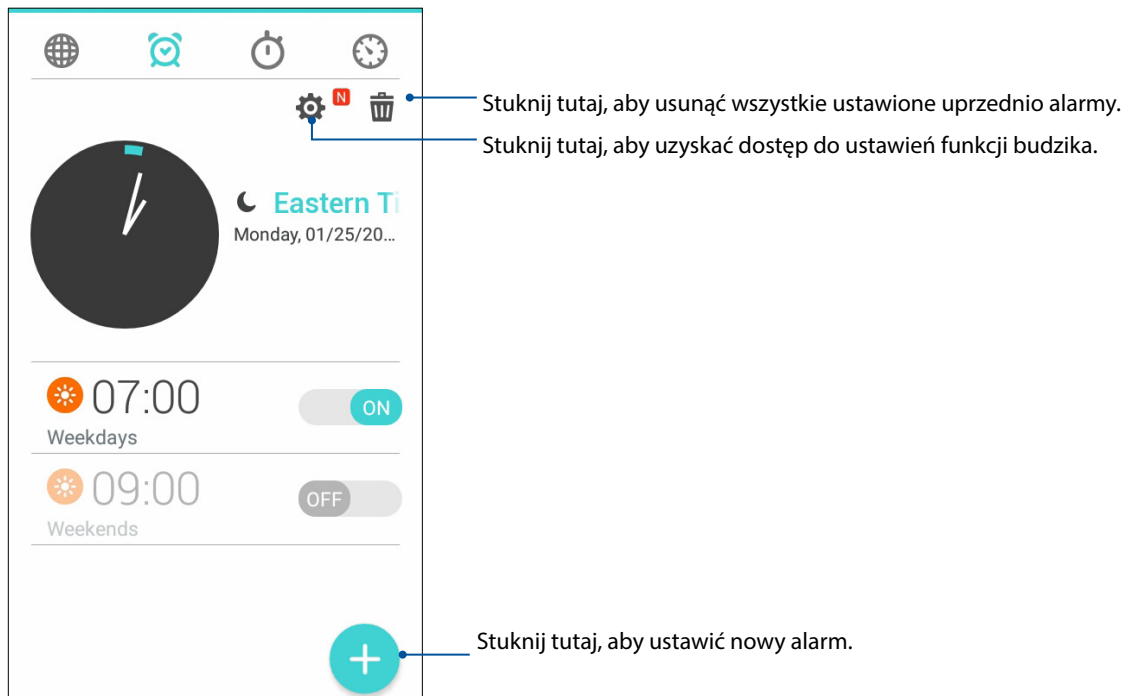 N
Stuknij tutaj, aby usunąć wszystkie ustawione uprzednio alarmy.
Stuknij tutaj, aby uzyskać dostęp do ustawień funkcji budzika.
Eastern Ti
Monday, 01/25/20...
07:00
ON
Weekdays
09:00
OFF
Weekends
Stuknij tutaj, aby ustawić nowy alarm.